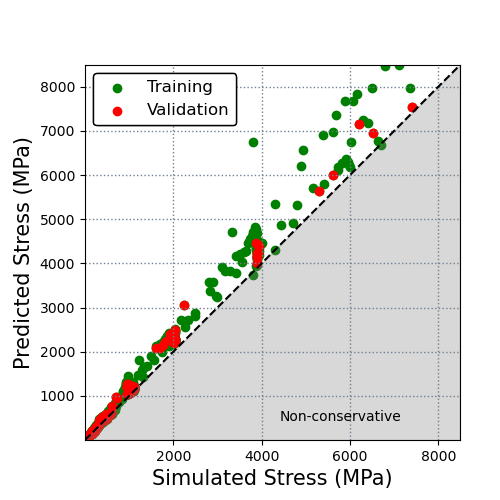 Training
Validation
8000
7000
6000
5000
4000
3000
2000
1000
Predicted Stress (MPa)
Non-conservative
2000 4000 6000 8000
Simulated Stress (MPa)